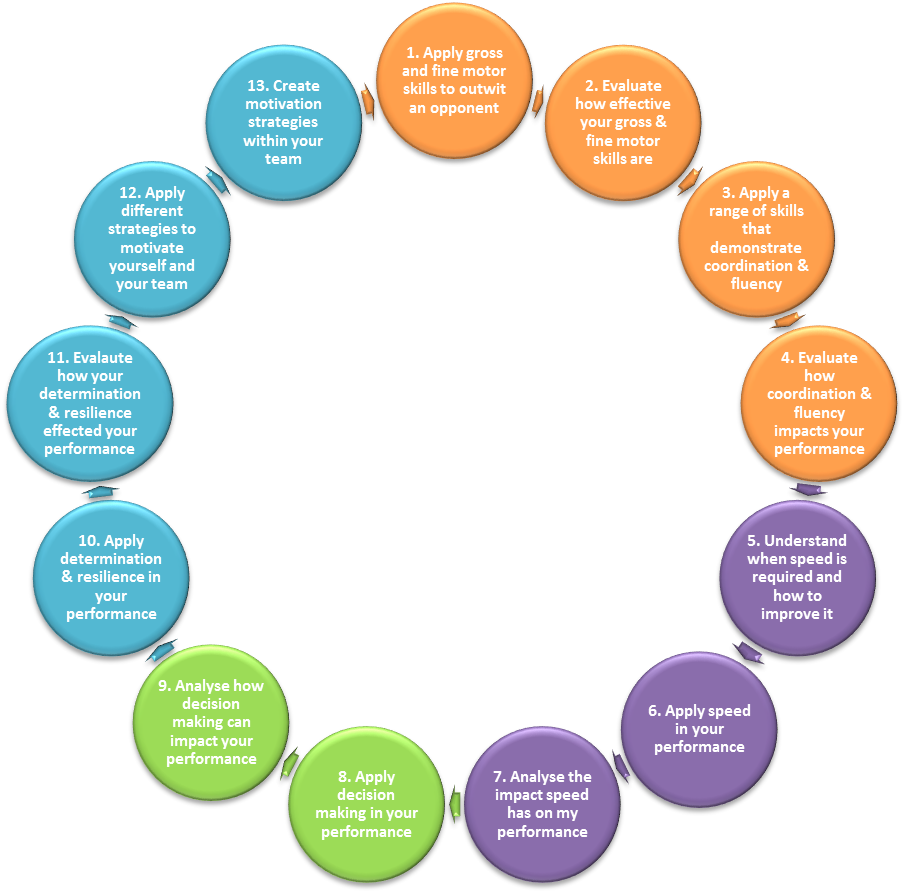 1. Apply gross
and fine motor
skills to outwit
an opponent
2. Evaluate
how effective
your gross &
fine motor
skills are
3. Apply a
range of skills
that
demonstrate
coordination &
fluency
4. Evaluate
how
coordination &
fluency
impacts your
performance
5. Understand
when speed is
required and
how to
improve it
6. Apply speed
in your
performance
7. Analyse the
impact speed
has on my
performance
8. Apply
decision
making in your
performance
9. Analyse how
decision
making can
impact your
performance
10. Apply
determination
& resilience in
your
performance
11. Evalaute
how your
determination
& resilience
effected your
performance
12. Apply
different
strategies to
motivate
yourself and
your team
13. Create
motivation
strategies
within your
team